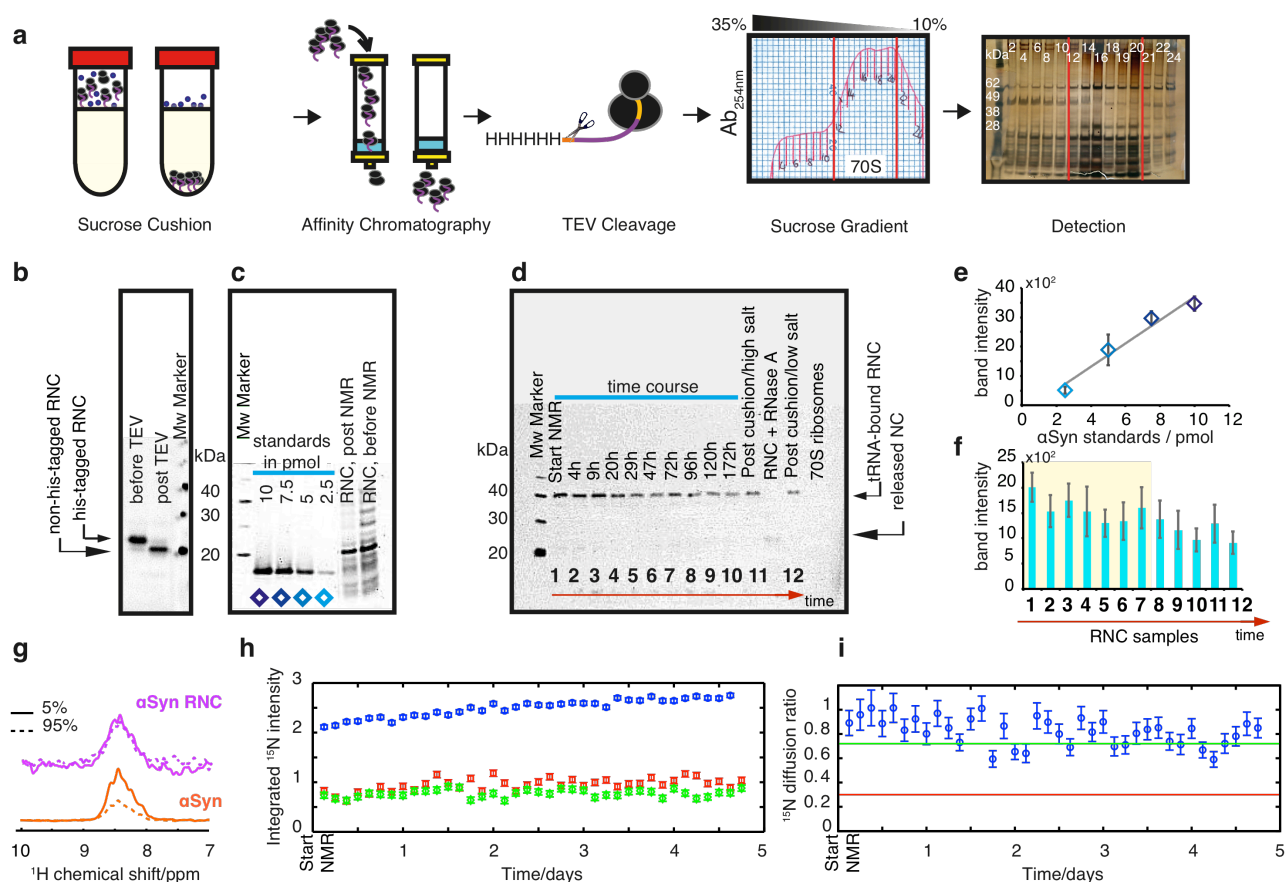 a
35%
10%
HHHHHH
Ab254nm
70S
kDa
2 6 10 14 18 20 22
4 8 12 16 19 21 24
62
49
38
28
Sucrose Cushion
Affinity Chromatography
TEV Cleavage
Sucrose Gradient
Detection
b
non-his-tagged RNC
his-tagged RNC
before TEV
post TEV
Mw Marker
c
Mw Marker
standards
in pmol
10
7.5
5
2.5
RNC, post NMR
RNC, before NMR
kDa
40
30
20
d
kDa
40
30
20
Mw Marker
time course
Start NMR
4h
9h
20h
29h
47h
72h
96h
120h
172h
Post cushion/high salt
RNC + RNase A
Post cushion/low salt
70S ribosomes
tRNA-bound RNC
released NC
1 2 3 4 5 6 7 8 9 10 11 12
time
e
x10²
band intensity
40
30
20
10
0
0 2 4 6 8 10 12
αSyn standards / pmol
f
x10²
band intensity
25
20
15
10
0
1 2 3 4 5 6 7 8 9 10 11 12
RNC samples
time
g
5%
95%
αSyn RNC
αSyn
10 9 8 7
¹H chemical shift/ppm
h
Integrated ¹⁵N intensity
3
2
1
0
Start
NMR
1 2 3 4 5
Time/days
i
¹⁵N diffusion ratio
1
0.8
0.6
0.4
0.2
0
Start
NMR
1 2 3 4 5
Time/days